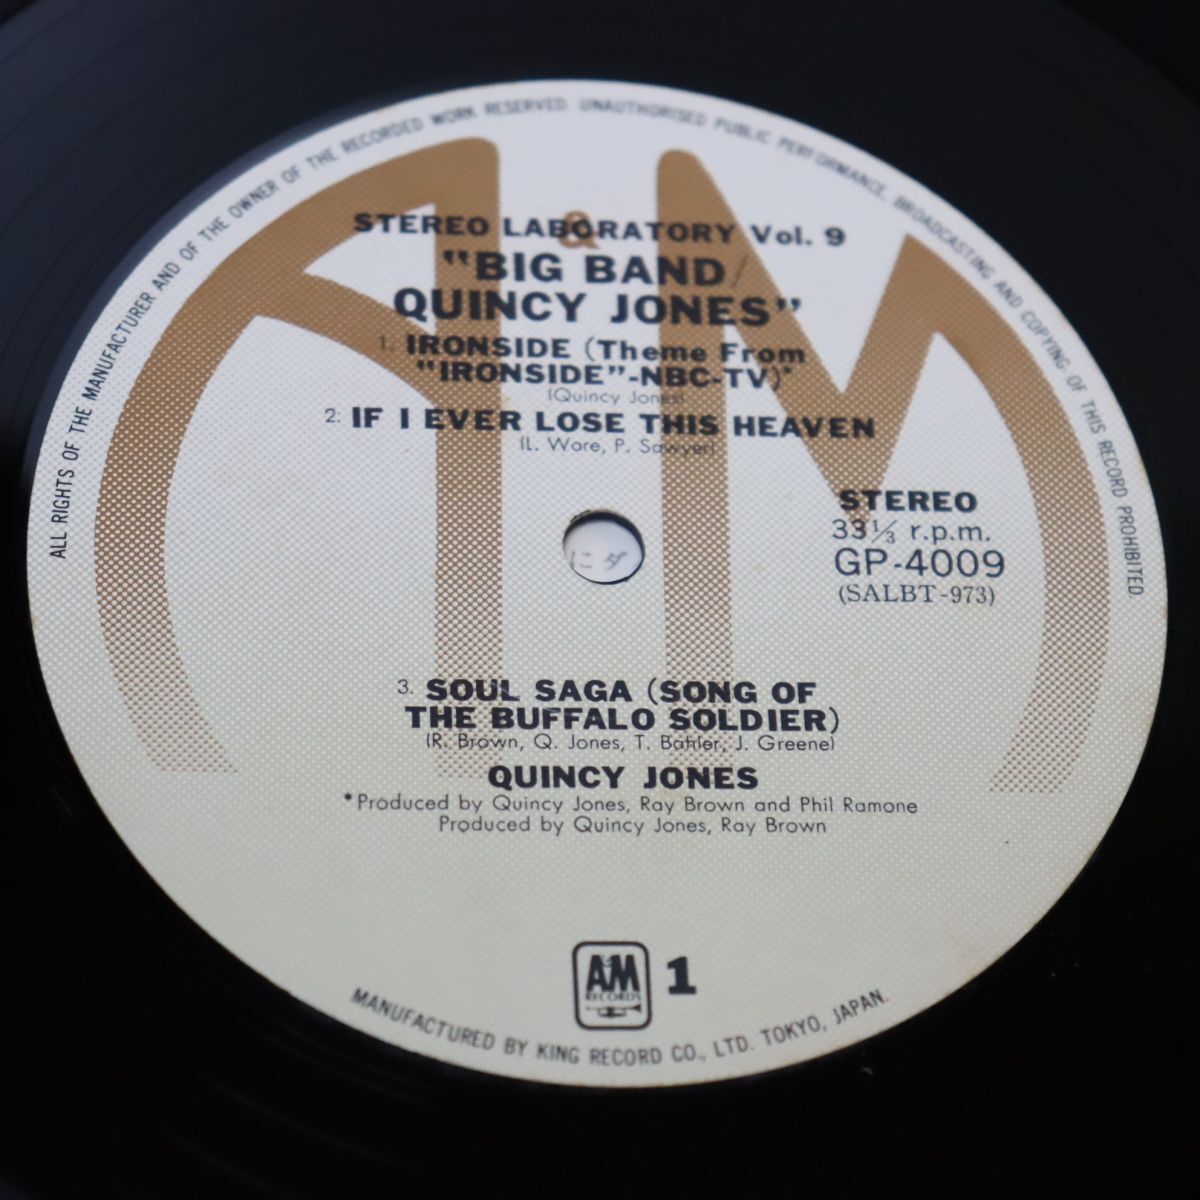 ALL RIGHTS OF THE MANUFACTURER AND OF THE OWNER OF THE RECORDED WORK RESERVED. UNAUTHORISED PUBLIC PERFORMANCE, BROADCASTING AND COPYING, OF THIS RECORD PROHIBITED.
A & M
STEREO LABORATORY Vol. 9
"BIG BAND/
QUINCY JONES"
1. IRONSIDE (Theme From
"IRONSIDE"-NBC-TV)*
(Quincy Jones)
2. IF I EVER LOSE THIS HEAVEN
(L. Ware, P. Sawyer)
STEREO
33⅓ r.p.m.
GP-4009
(SALBT-973)
にダ
3. SOUL SAGA (SONG OF
THE BUFFALO SOLDIER)
(R. Brown, Q. Jones, T. Bahler, J. Greene)
QUINCY JONES
*Produced by Quincy Jones, Ray Brown and Phil Ramone
Produced by Quincy Jones, Ray Brown
A&M
RECORDS
1
MANUFACTURED BY KING RECORD CO., LTD. TOKYO, JAPAN.